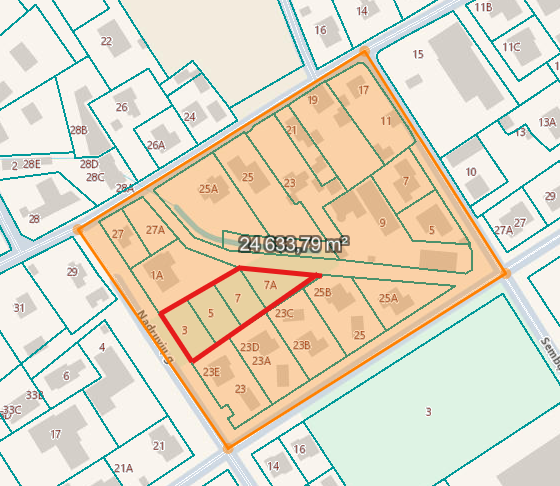 14
11B
16
15
11C
22
19
17
26
24
11
13A
28B
21
13
26A
2
28E
28D
28C
25
23
10
7
28A
25A
29
28
27
27A
9
5
27A
27
24 633,79 m²
29
1A
31
7A
25B
7
25A
5
23C
3
Nadruvių g.
4
23D
23B
25
23A
23E
6
33B
23
33C
3
17
21
16
21A
14